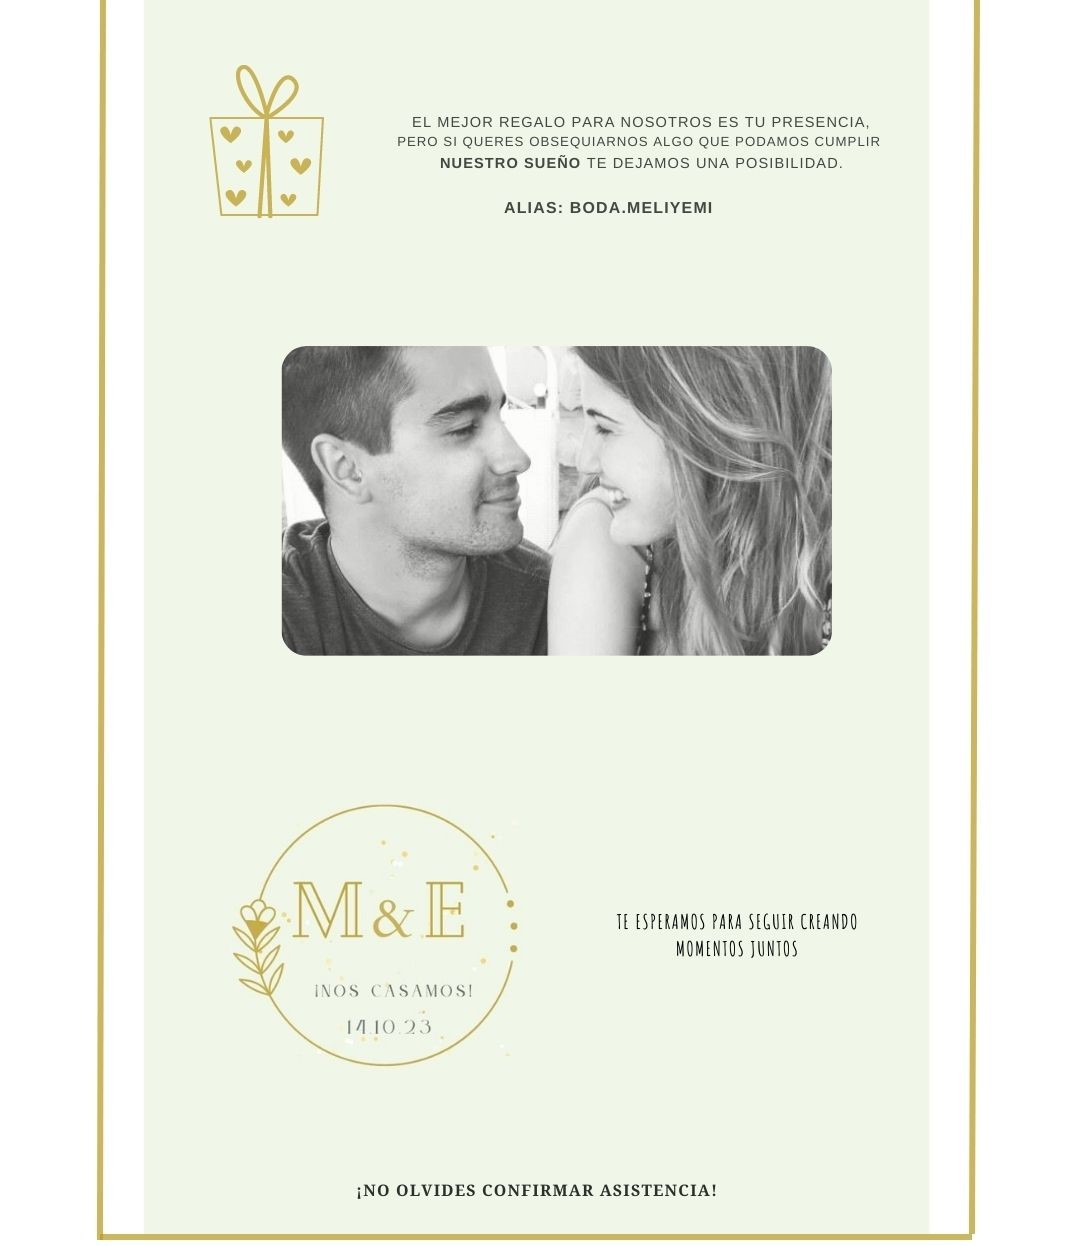 EL MEJOR REGALO PARA NOSOTROS ES TU PRESENCIA,
PERO SI QUERES OBSEQUIARNOS ALGO QUE PODAMOS CUMPLIR
NUESTRO SUEÑO TE DEJAMOS UNA POSIBILIDAD.
ALIAS: BODA.MELIYEMI
M & E
¡NOS CASAMOS!
14.10.23
TE ESPERAMOS PARA SEGUIR CREANDO
MOMENTOS JUNTOS
¡NO OLVIDES CONFIRMAR ASISTENCIA!